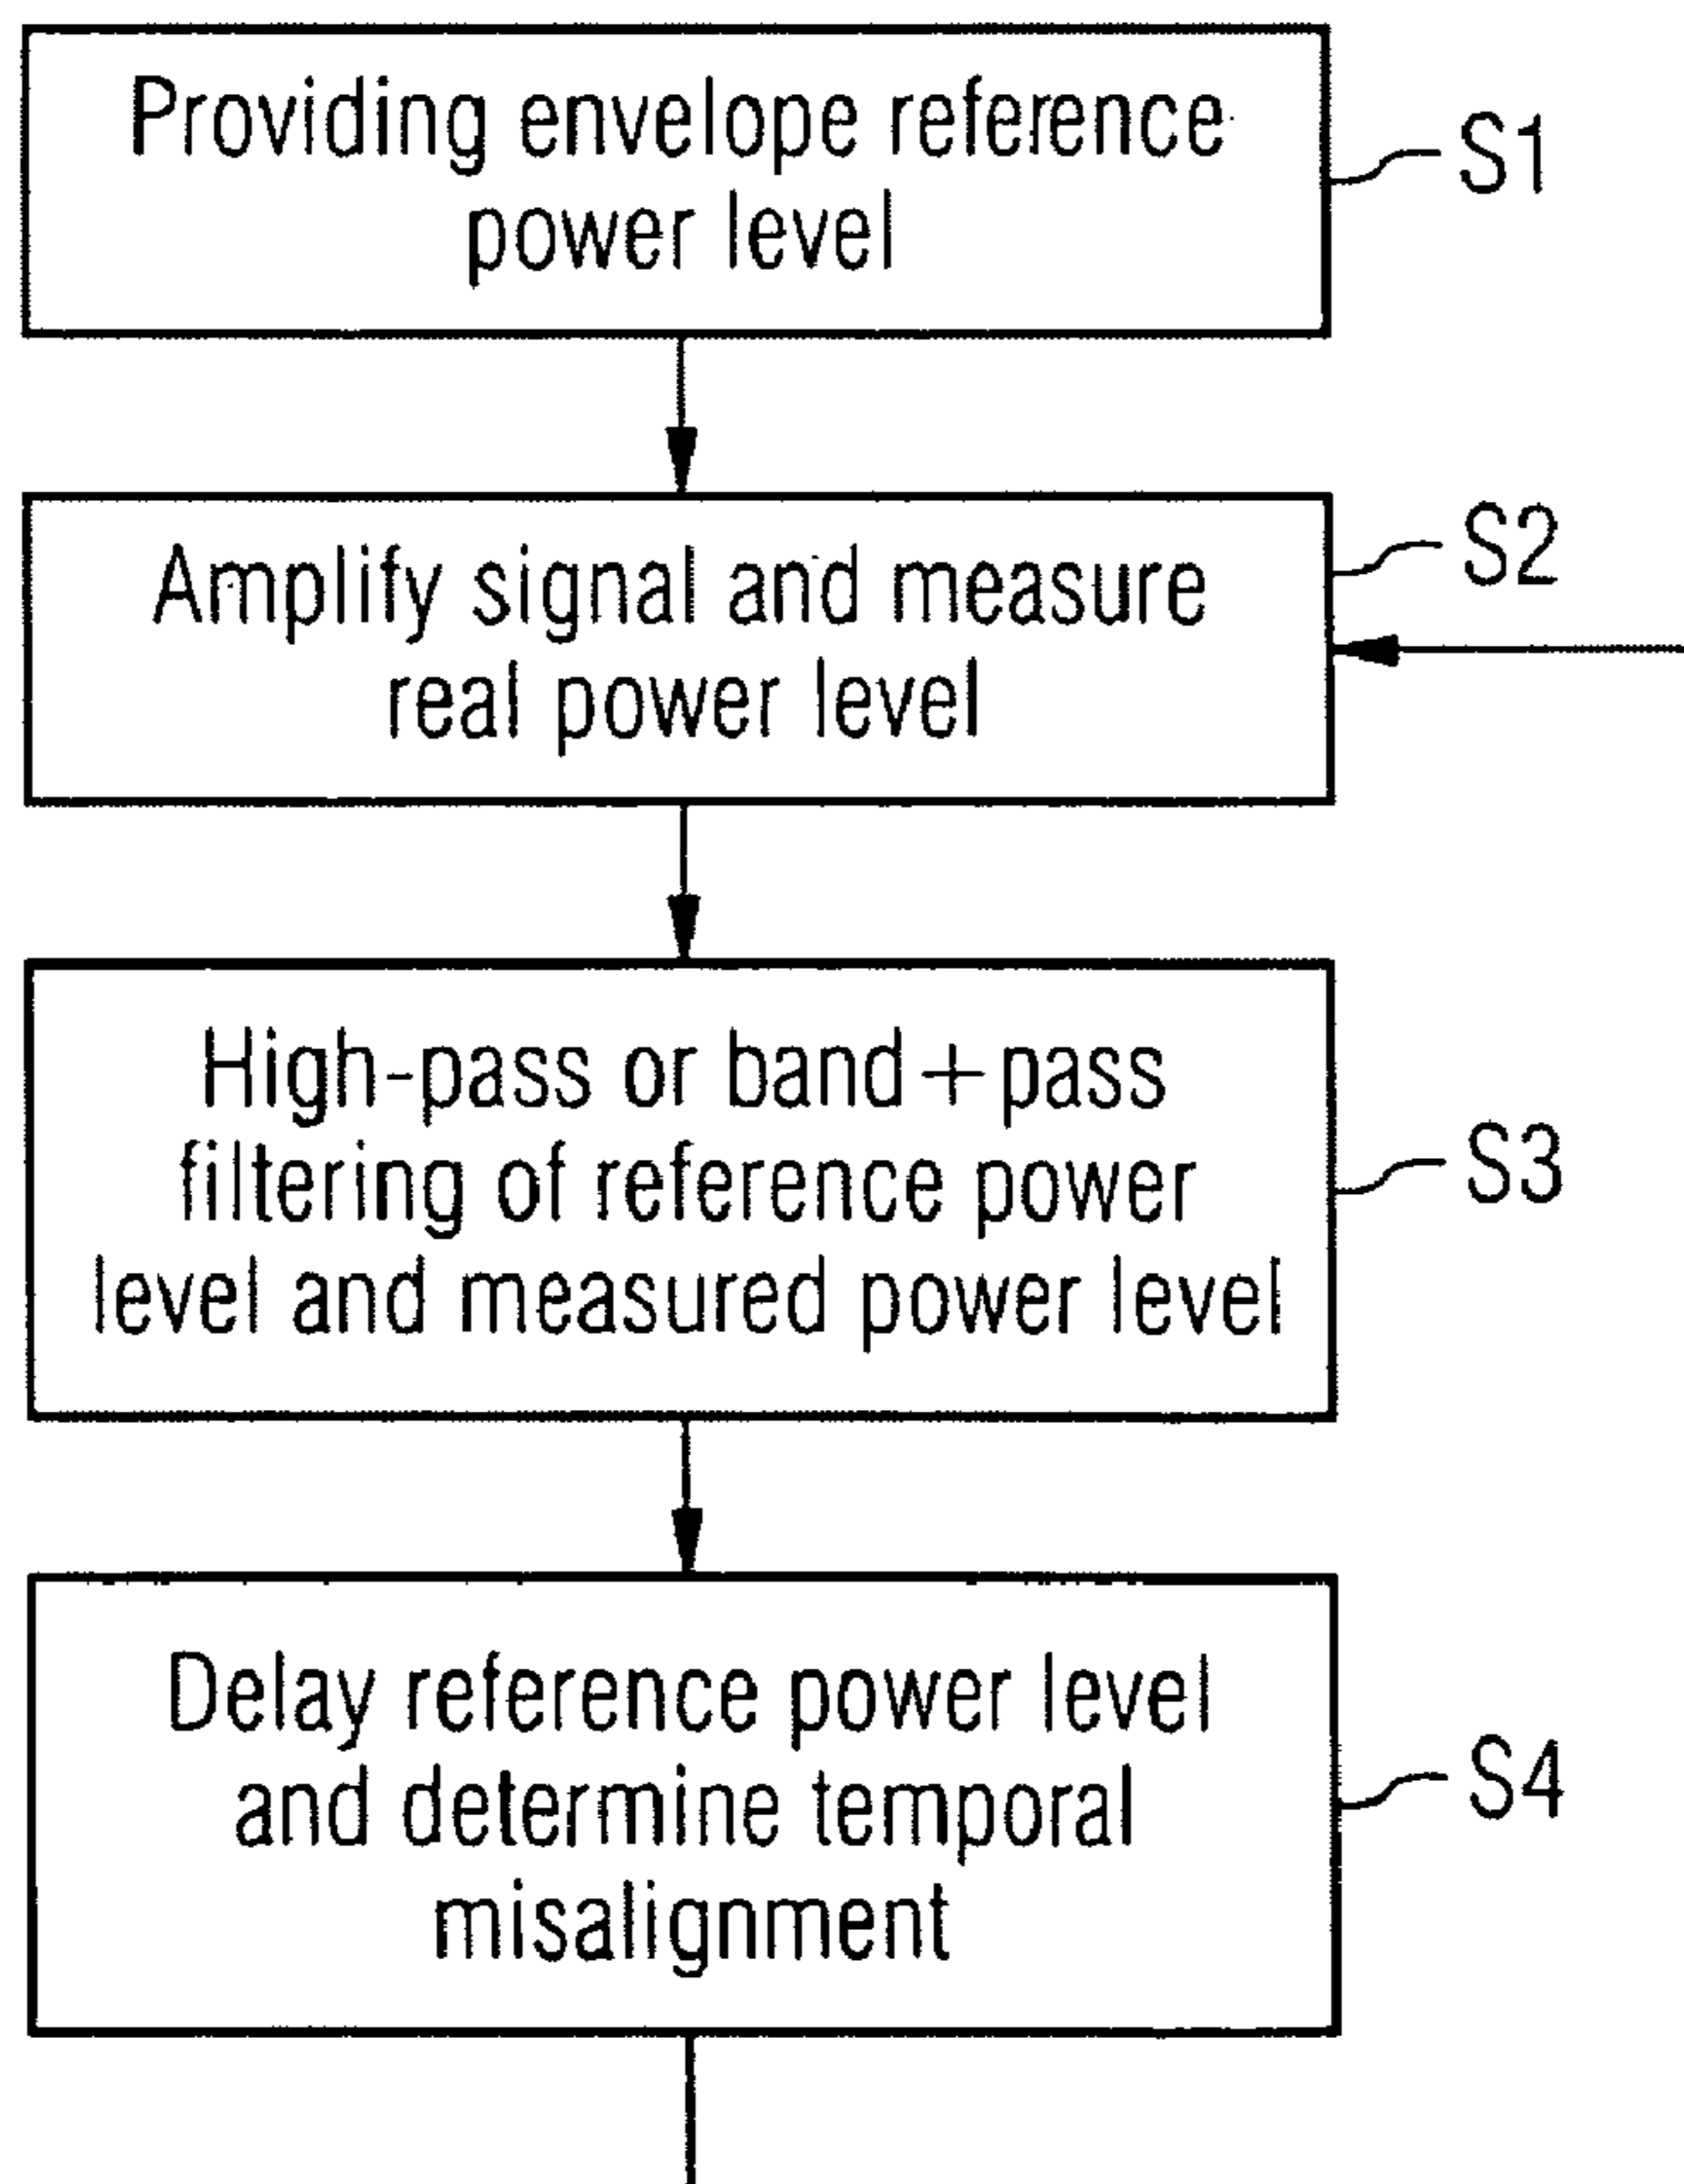 Providing envelope reference
power level
S1
Amplify signal and measure
real power level
S2
High-pass or band+pass
filtering of reference power
level and measured power level
S3
Delay reference power level
and determine temporal
misalignment
S4